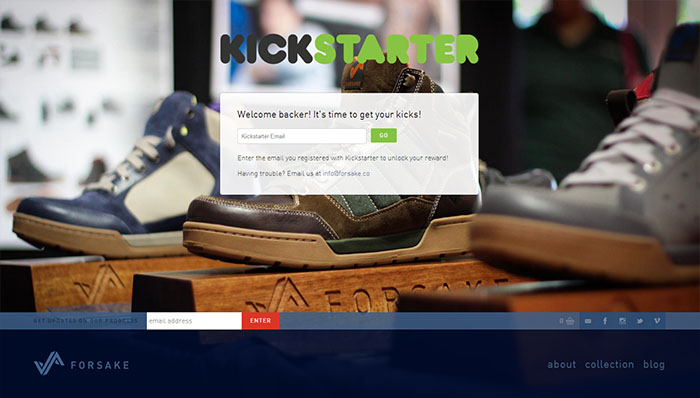 KICKSTARTER
Welcome backer! It's time to get your kicks!
Kickstarter Email
GO
Enter the email you registered with Kickstarter to unlock your reward!
Having trouble? Email us at info@forsake.co
FORSAKE
GET UPDATES ON OUR PROGRESS
email address
ENTER
0
FORSAKE
about
collection
blog